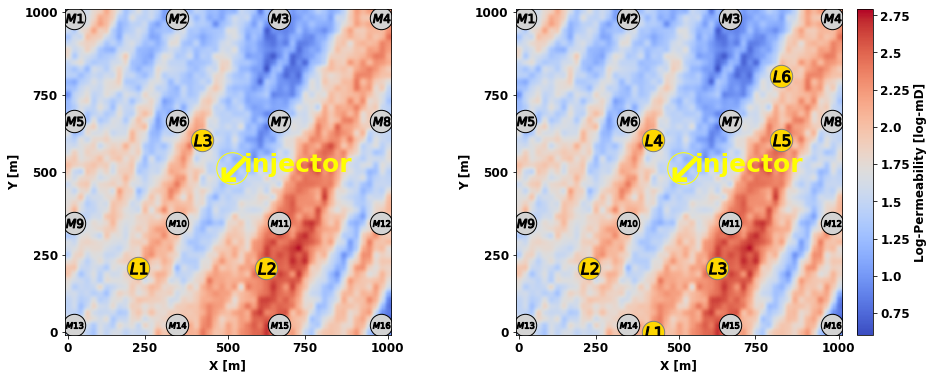 1000
750
500
250
0
Y [m]
M1 M2 M3 M4
M5 M6 M7 M8
L3
injector
M9 M10 M11 M12
L1 L2
M13 M14 M15 M16
0 250 500 750 1000
X [m]
1000
750
500
250
0
Y [m]
M1 M2 M3 M4
L6
M5 M6 M7 M8
L4 L5
injector
M9 M10 M11 M12
L2 L3
M13 M14 L1 M15 M16
0 250 500 750 1000
X [m]
2.75
2.5
2.25
2.0
1.75
1.5
1.25
1.0
0.75
Log-Permeability [log-mD]